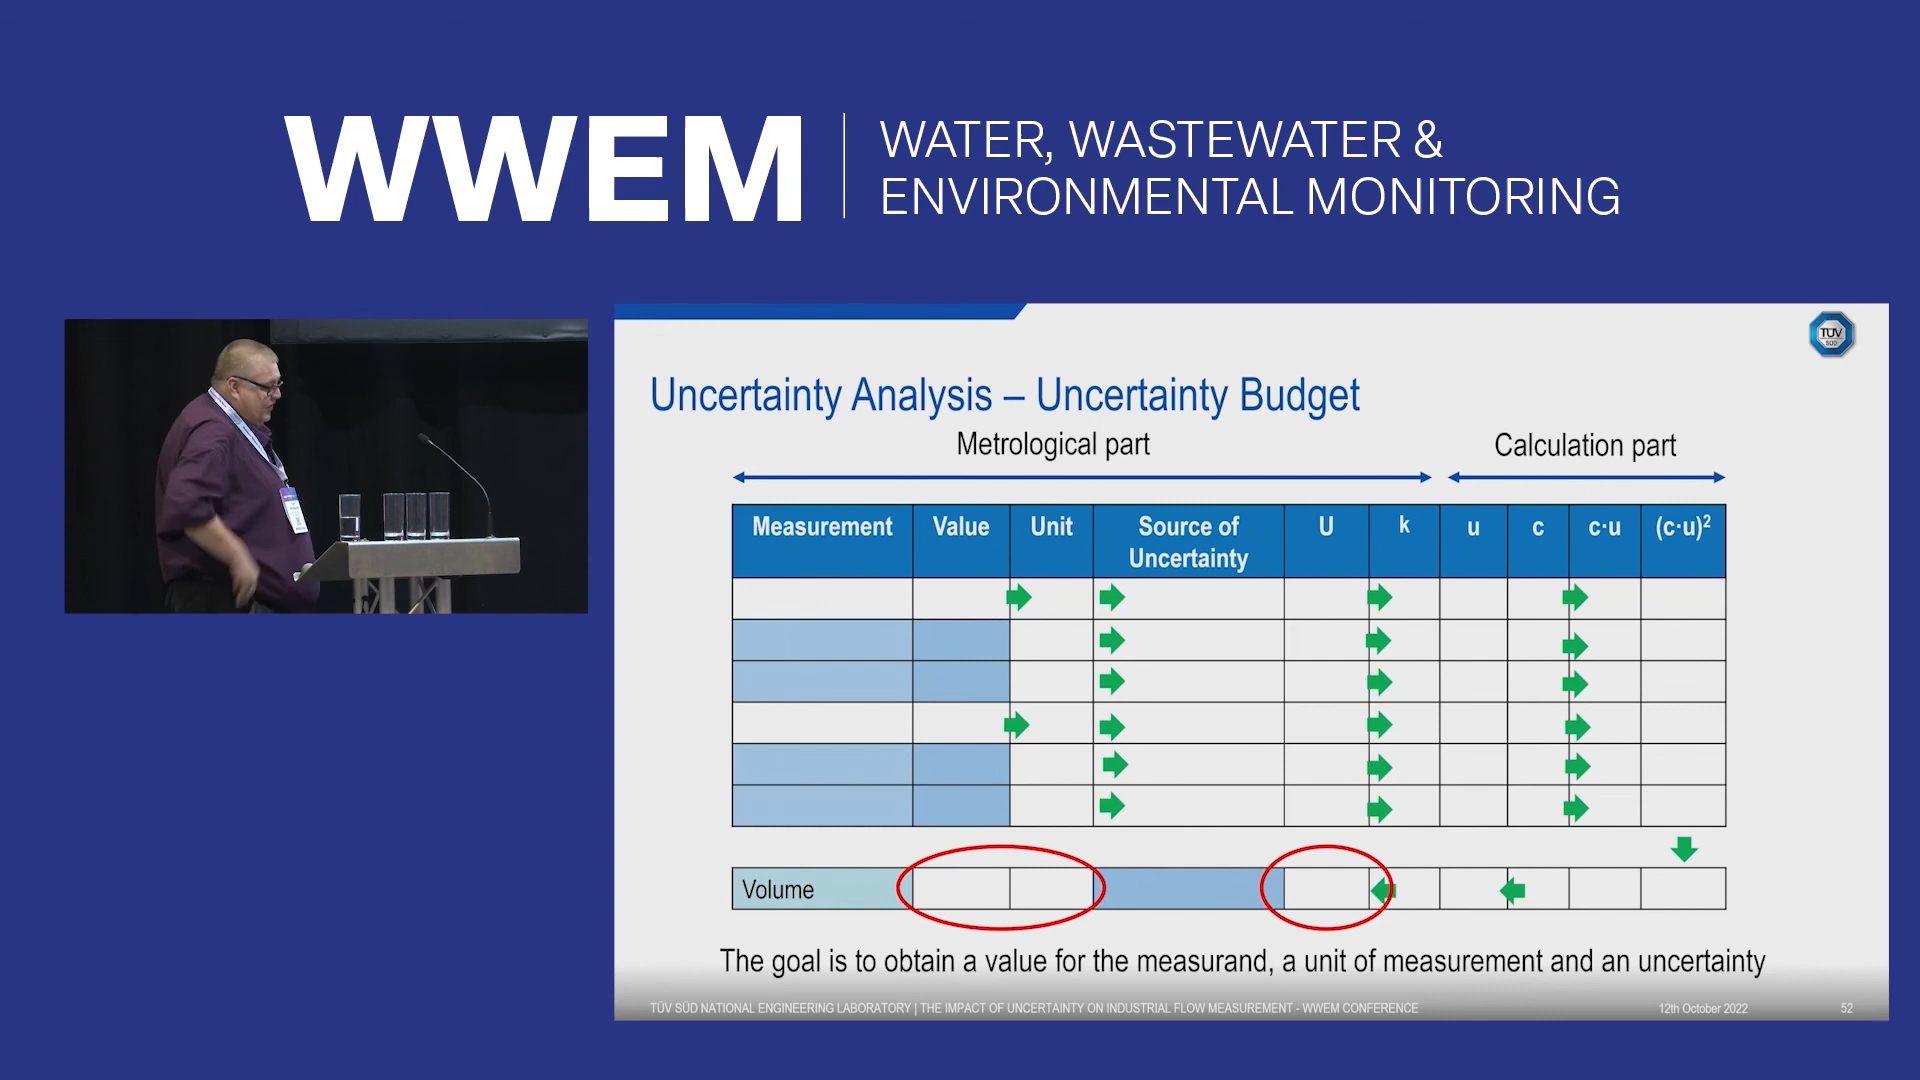 WWEM
WATER, WASTEWATER &
ENVIRONMENTAL MONITORING
TÜV
SÜD
Uncertainty Analysis – Uncertainty Budget
Metrological part
Calculation part
Measurement Value Unit Source of Uncertainty U k u c c·u (c·u)²
Volume
The goal is to obtain a value for the measurand, a unit of measurement and an uncertainty
TÜV SÜD NATIONAL ENGINEERING LABORATORY | THE IMPACT OF UNCERTAINTY ON INDUSTRIAL FLOW MEASUREMENT - WWEM CONFERENCE 12th October 2022 52